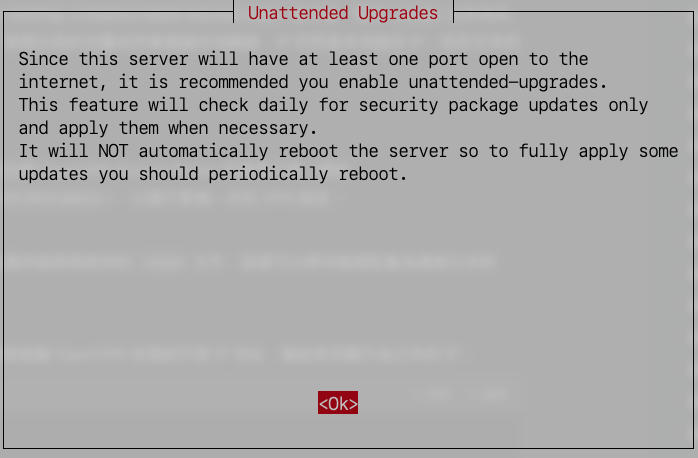 Unattended Upgrades
Since this server will have at least one port open to the
internet, it is recommended you enable unattended-upgrades.
This feature will check daily for security package updates only
and apply them when necessary.
It will NOT automatically reboot the server so to fully apply some
updates you should periodically reboot.
<Ok>